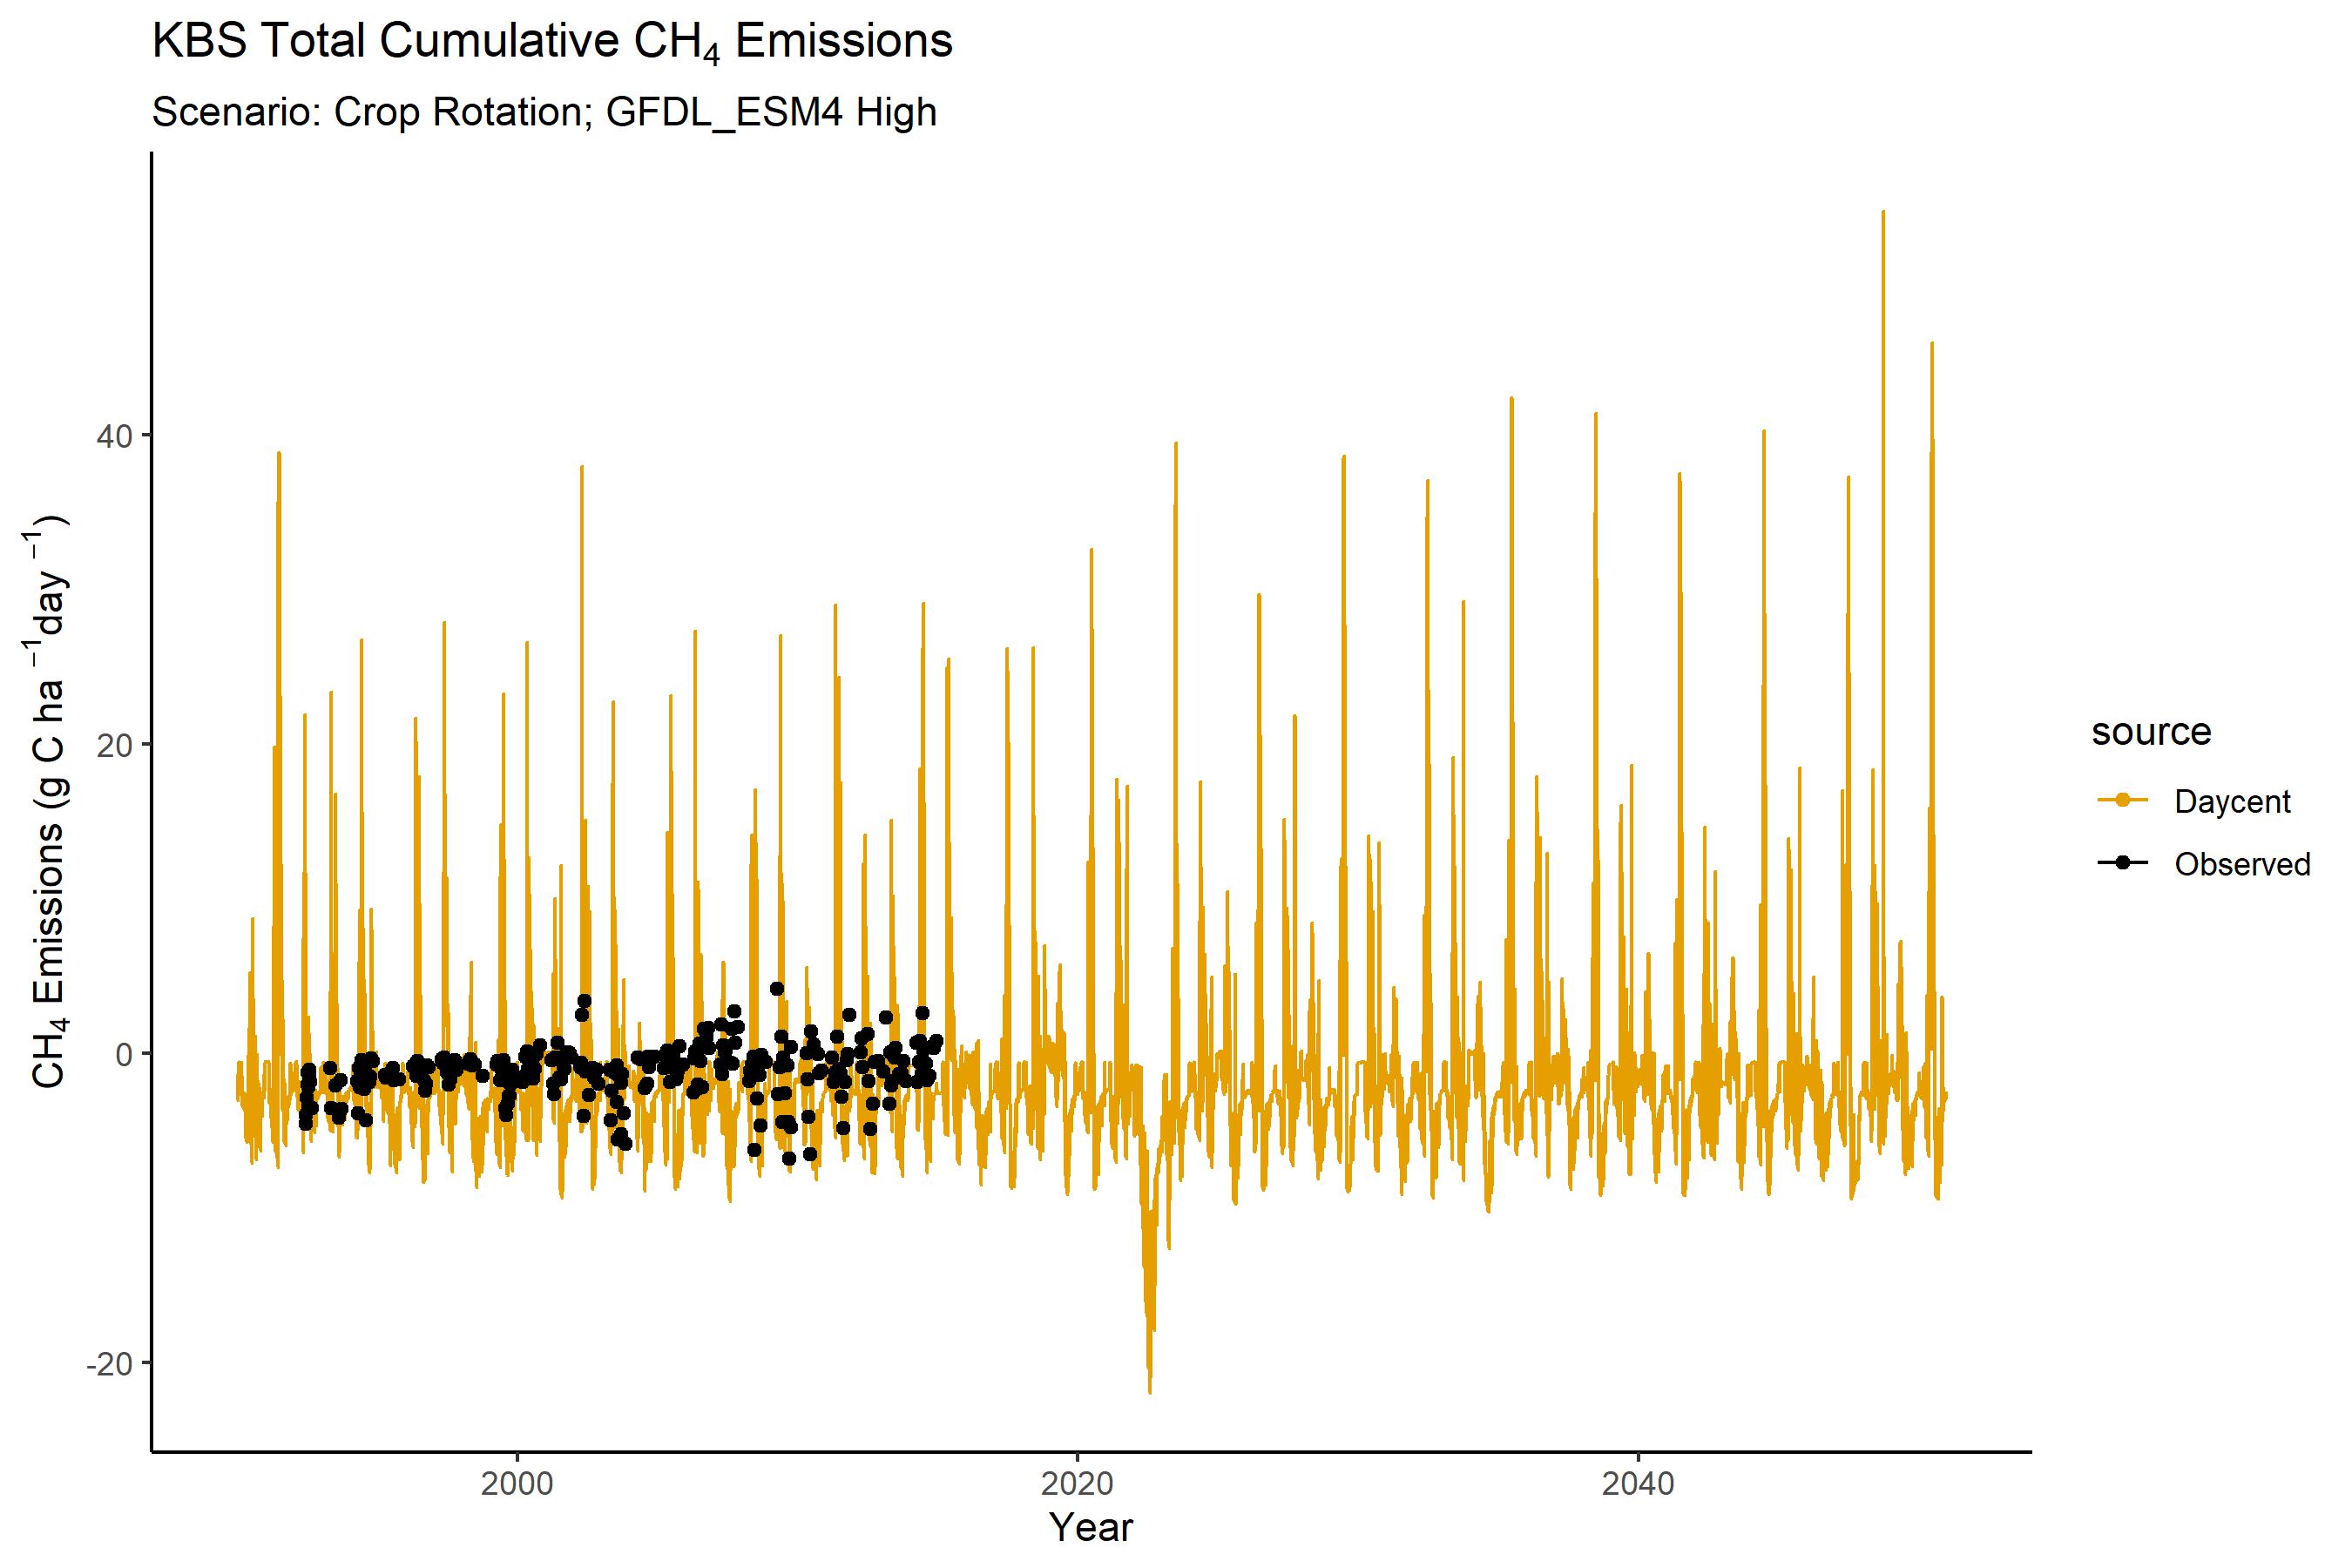 KBS Total Cumulative CH₄ Emissions
Scenario: Crop Rotation; GFDL_ESM4 High
CH₄ Emissions (g C ha ⁻¹day ⁻¹)
40
20
0
-20
2000
2020
2040
Year
source
Daycent
Observed